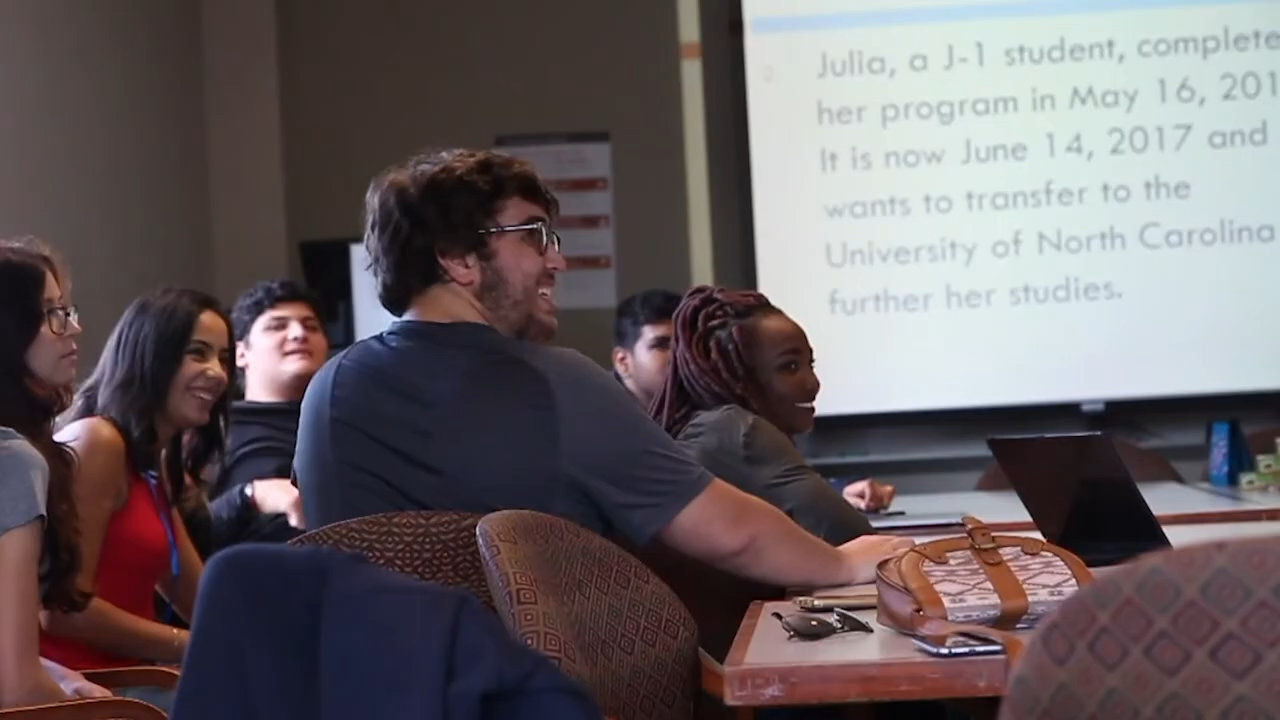 Julia, a J-1 student, complete
her program in May 16, 201
It is now June 14, 2017 and
wants to transfer to the
University of North Carolina
further her studies.